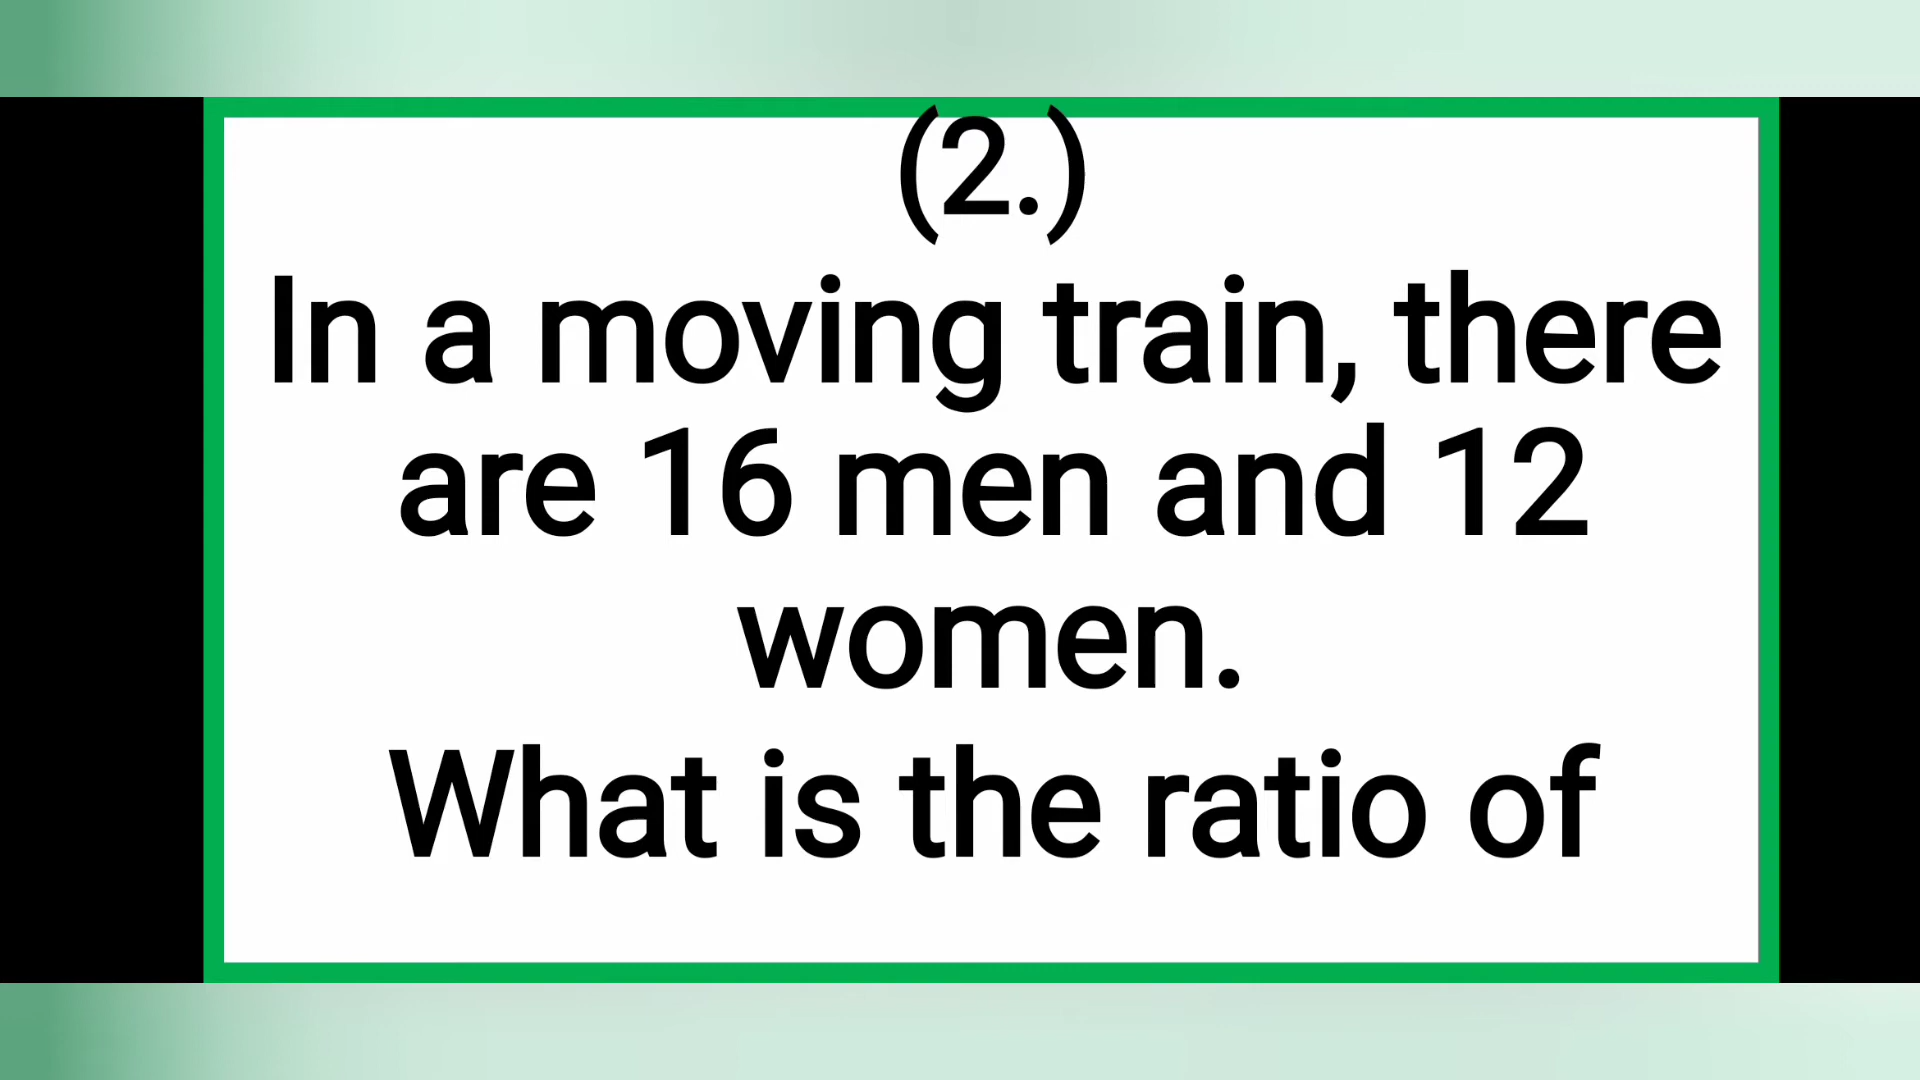 (2.)
In a moving train, there
are 16 men and 12
women.
What is the ratio of